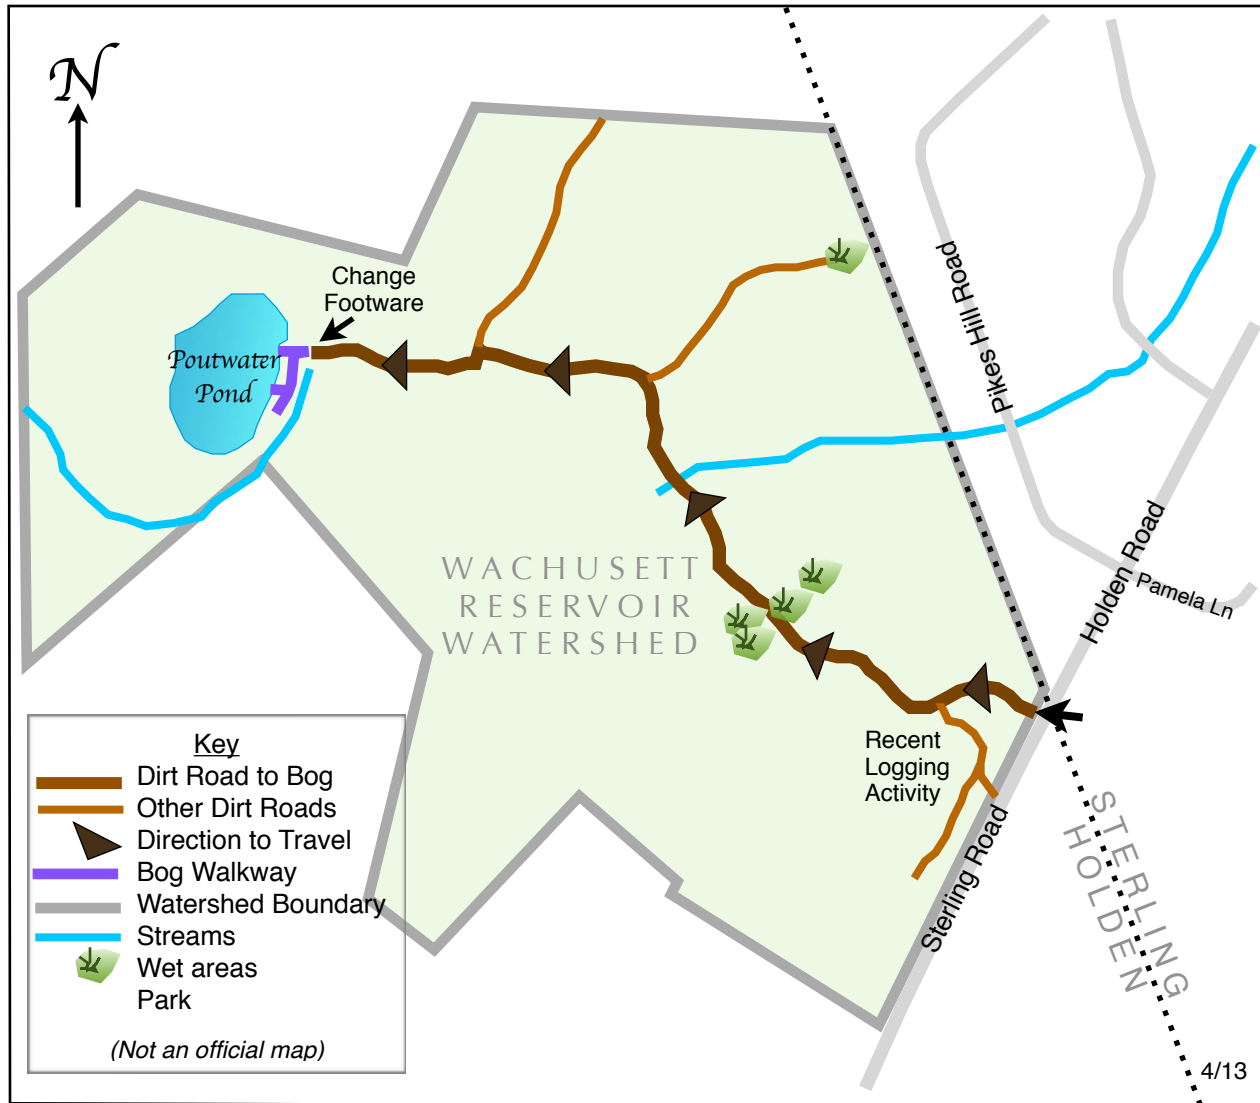 N
Change
Footware
Poutwater
Pond
Pikes Hill Road
Holden Road
Pamela Ln
WACHUSETT
RESERVOIR
WATERSHED
Recent
Logging
Activity
Sterling Road
STERLING
HOLDEN
Key
Dirt Road to Bog
Other Dirt Roads
Direction to Travel
Bog Walkway
Watershed Boundary
Streams
Wet areas
Park
(Not an official map)
4/13